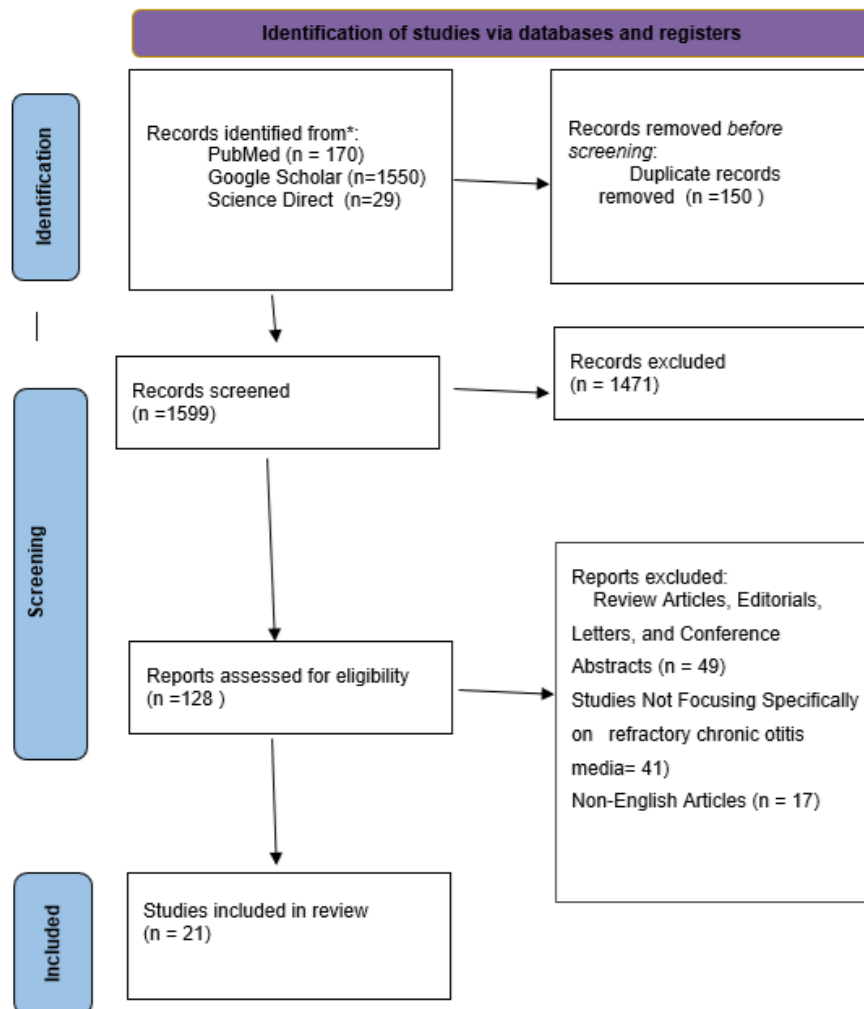 Identification of studies via databases and registers
Identification
Records identified from*:
PubMed (n = 170)
Google Scholar (n=1550)
Science Direct (n=29)
Records removed before
screening:
Duplicate records
removed (n =150 )
Screening
Records screened
(n =1599)
Records excluded
(n = 1471)
Reports assessed for eligibility
(n =128 )
Reports excluded:
Review Articles, Editorials,
Letters, and Conference
Abstracts (n = 49)
Studies Not Focusing Specifically
on refractory chronic otitis
media= 41)
Non-English Articles (n = 17)
Included
Studies included in review
(n = 21)